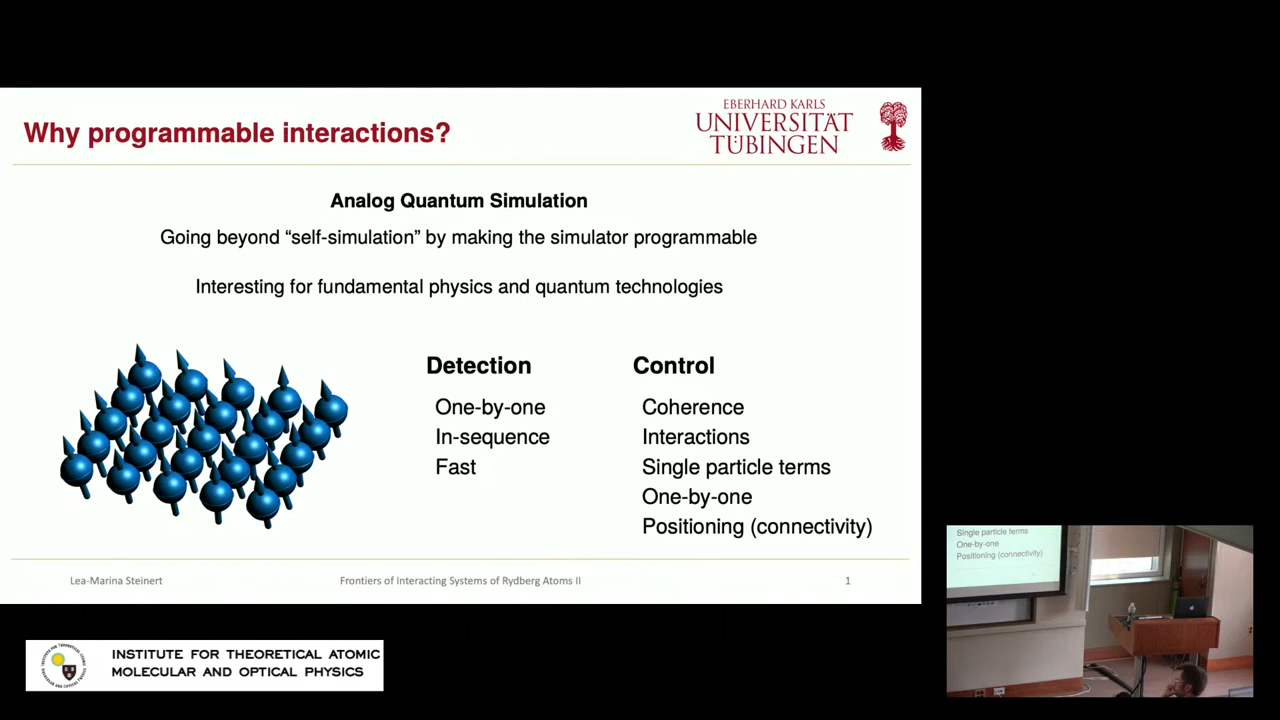 Why programmable interactions?
EBERHARD KARLS
UNIVERSITÄT
TÜBINGEN
Analog Quantum Simulation
Going beyond “self-simulation” by making the simulator programmable
Interesting for fundamental physics and quantum technologies
Detection
One-by-one
In-sequence
Fast
Control
Coherence
Interactions
Single particle terms
One-by-one
Positioning (connectivity)
Lea-Marina Steinert
Frontiers of Interacting Systems of Rydberg Atoms II
1
INSTITUTE FOR THEORETICAL ATOMIC
MOLECULAR AND OPTICAL PHYSICS
Single particle terms
One-by-one
Positioning (connectivity)